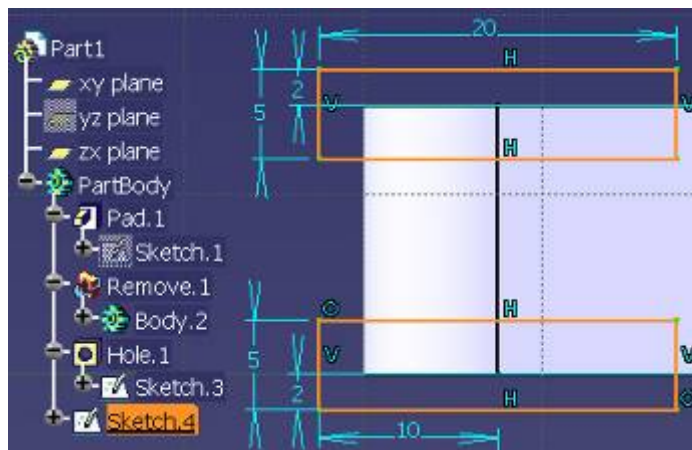 Part1
xy plane
yz plane
zx plane
PartBody
Pad.1
Sketch.1
Remove.1
Body.2
Hole.1
Sketch.3
Sketch.4
20
H
2
V
V
5
H
H
V
V
5
2
H
10